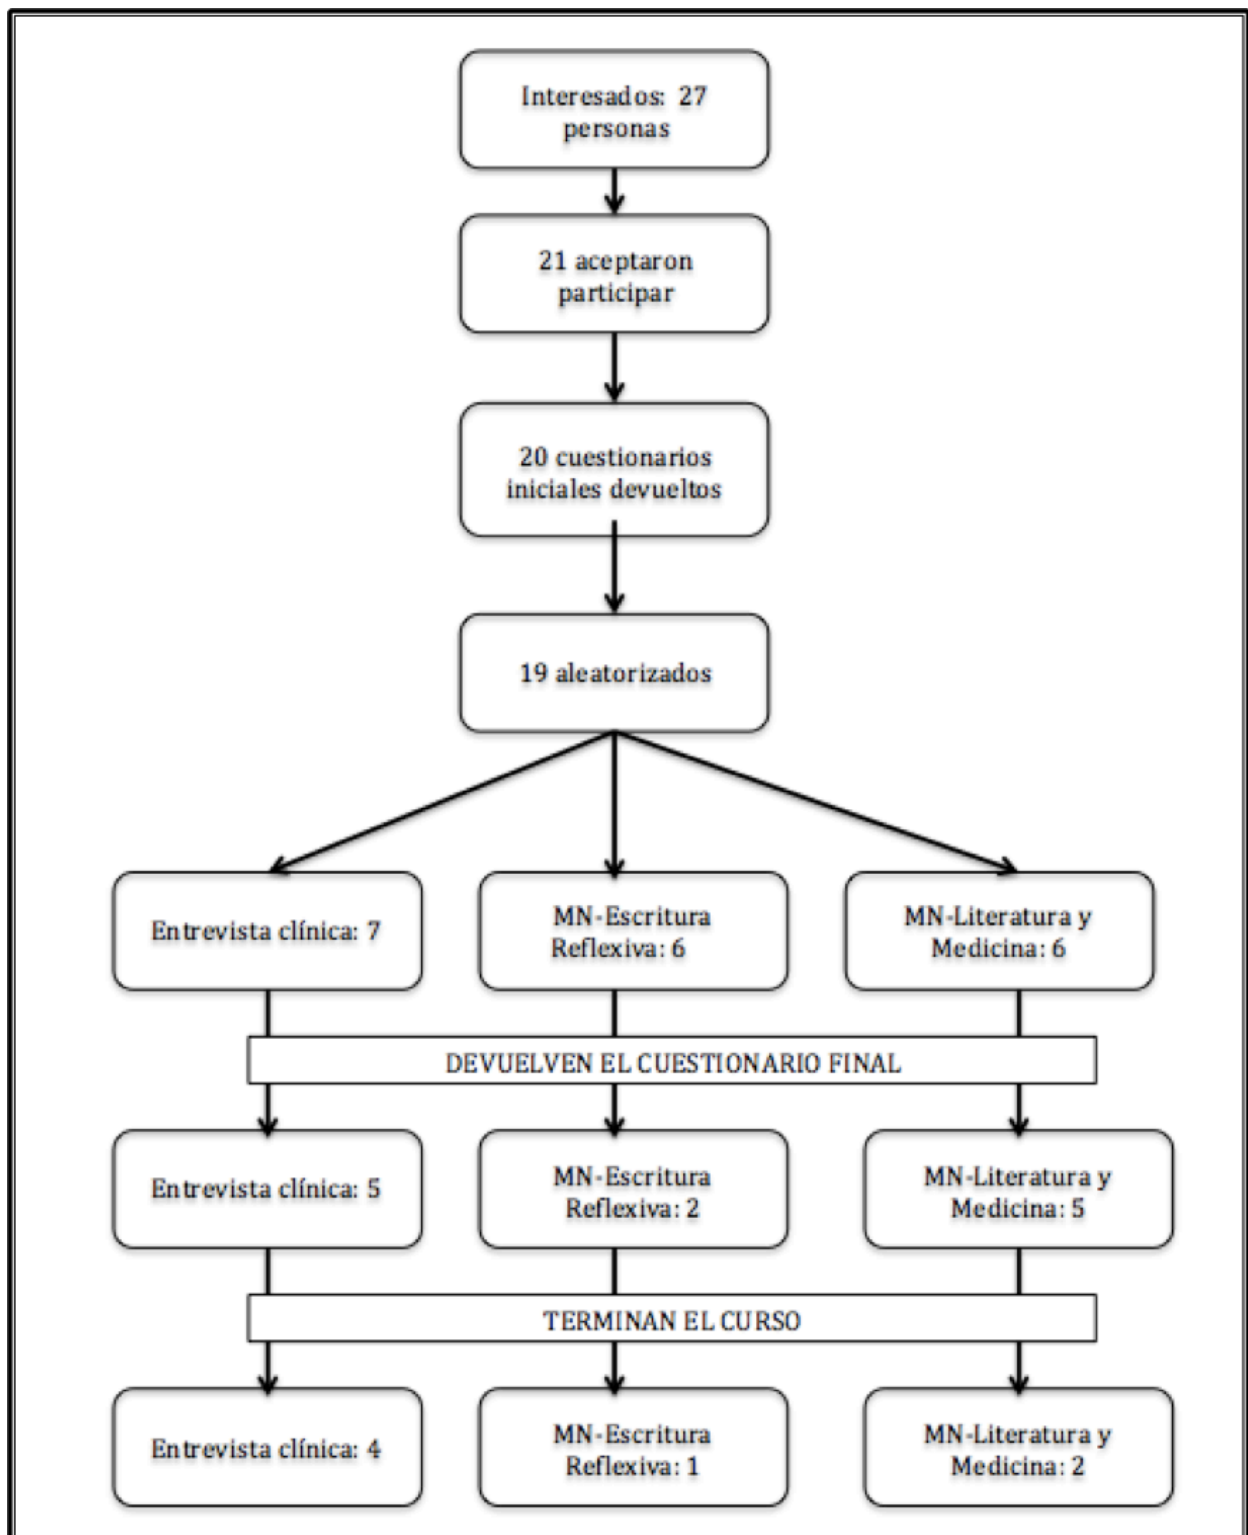 Interesados: 27
personas
21 aceptaron
participar
20 cuestionarios
iniciales devueltos
19 aleatorizados
Entrevista clínica: 7
MN-Escritura
Reflexiva: 6
MN-Literatura y
Medicina: 6
DEVUELVEN EL CUESTIONARIO FINAL
Entrevista clínica: 5
MN-Escritura
Reflexiva: 2
MN-Literatura y
Medicina: 5
TERMINAN EL CURSO
Entrevista clínica: 4
MN-Escritura
Reflexiva: 1
MN-Literatura y
Medicina: 2